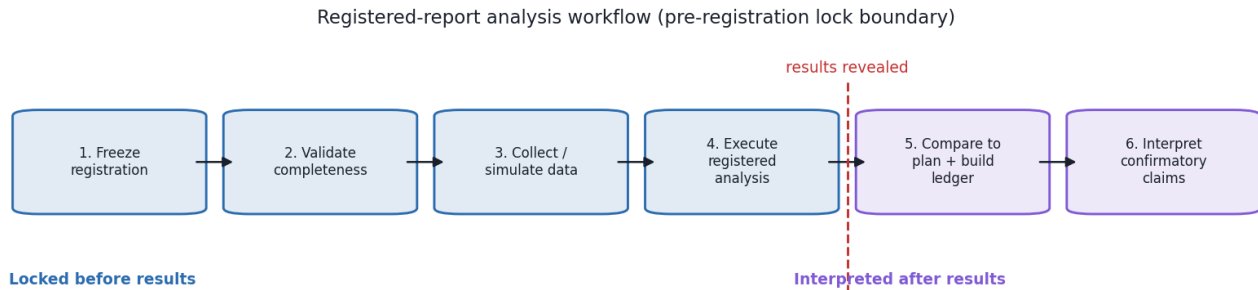 Registered-report analysis workflow (pre-registration lock boundary)
results revealed
1. Freeze
registration
2. Validate
completeness
3. Collect /
simulate data
4. Execute
registered
analysis
5. Compare to
plan + build
ledger
6. Interpret
confirmatory
claims
Locked before results
Interpreted after results